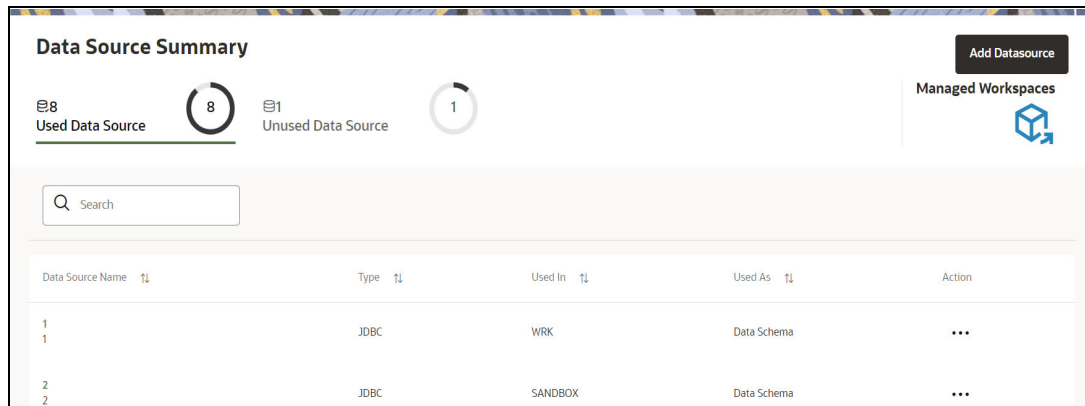 Data Source Summary
Add Datasource
8
Used Data Source
8
1
Unused Data Source
1
Managed Workspaces
Search
Data Source Name Type Used In Used As Action
1
1 JDBC WRK Data Schema ...
2
2 JDBC SANDBOX Data Schema ...